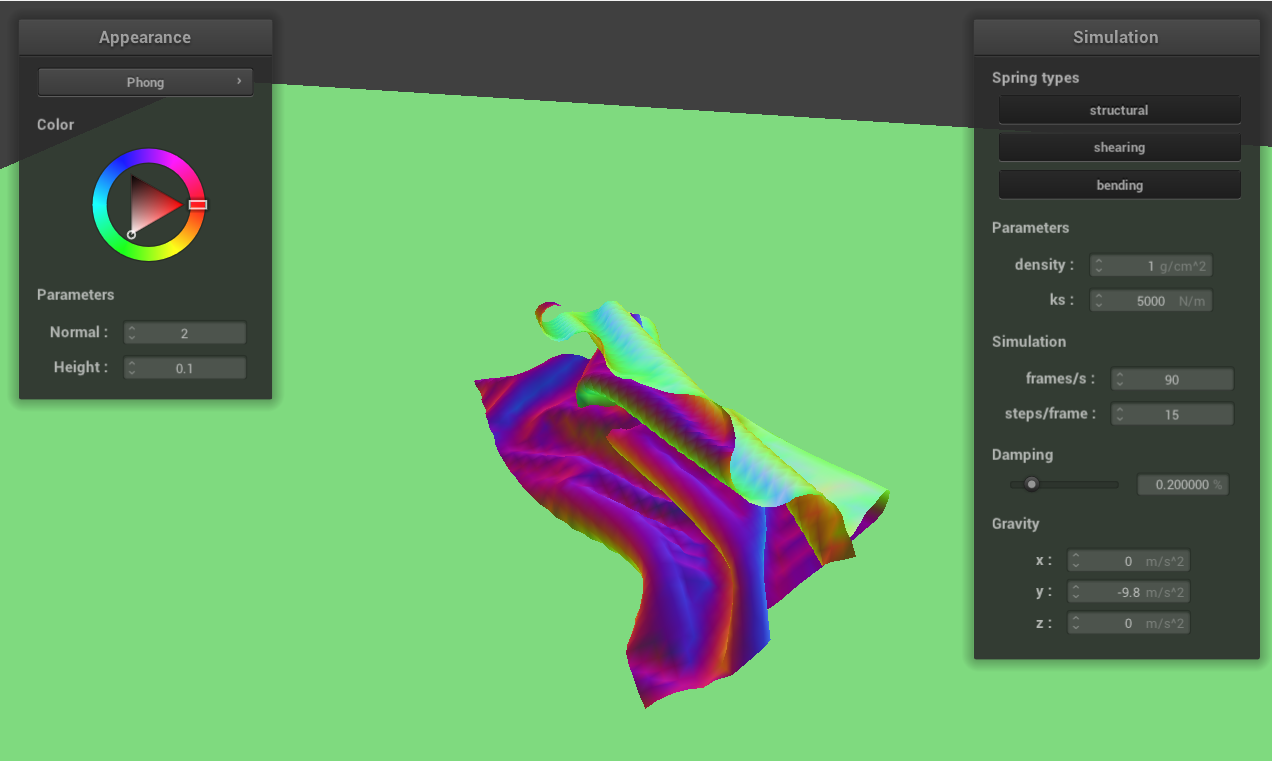 Appearance
Phong
Color
Parameters
Normal : 2
Height : 0.1
Simulation
Spring types
structural
shearing
bending
Parameters
density : 1 g/cm^2
ks : 5000 N/m
Simulation
frames/s : 90
steps/frame : 15
Damping
0.200000 %
Gravity
x : 0 m/s^2
y : -9.8 m/s^2
z : 0 m/s^2